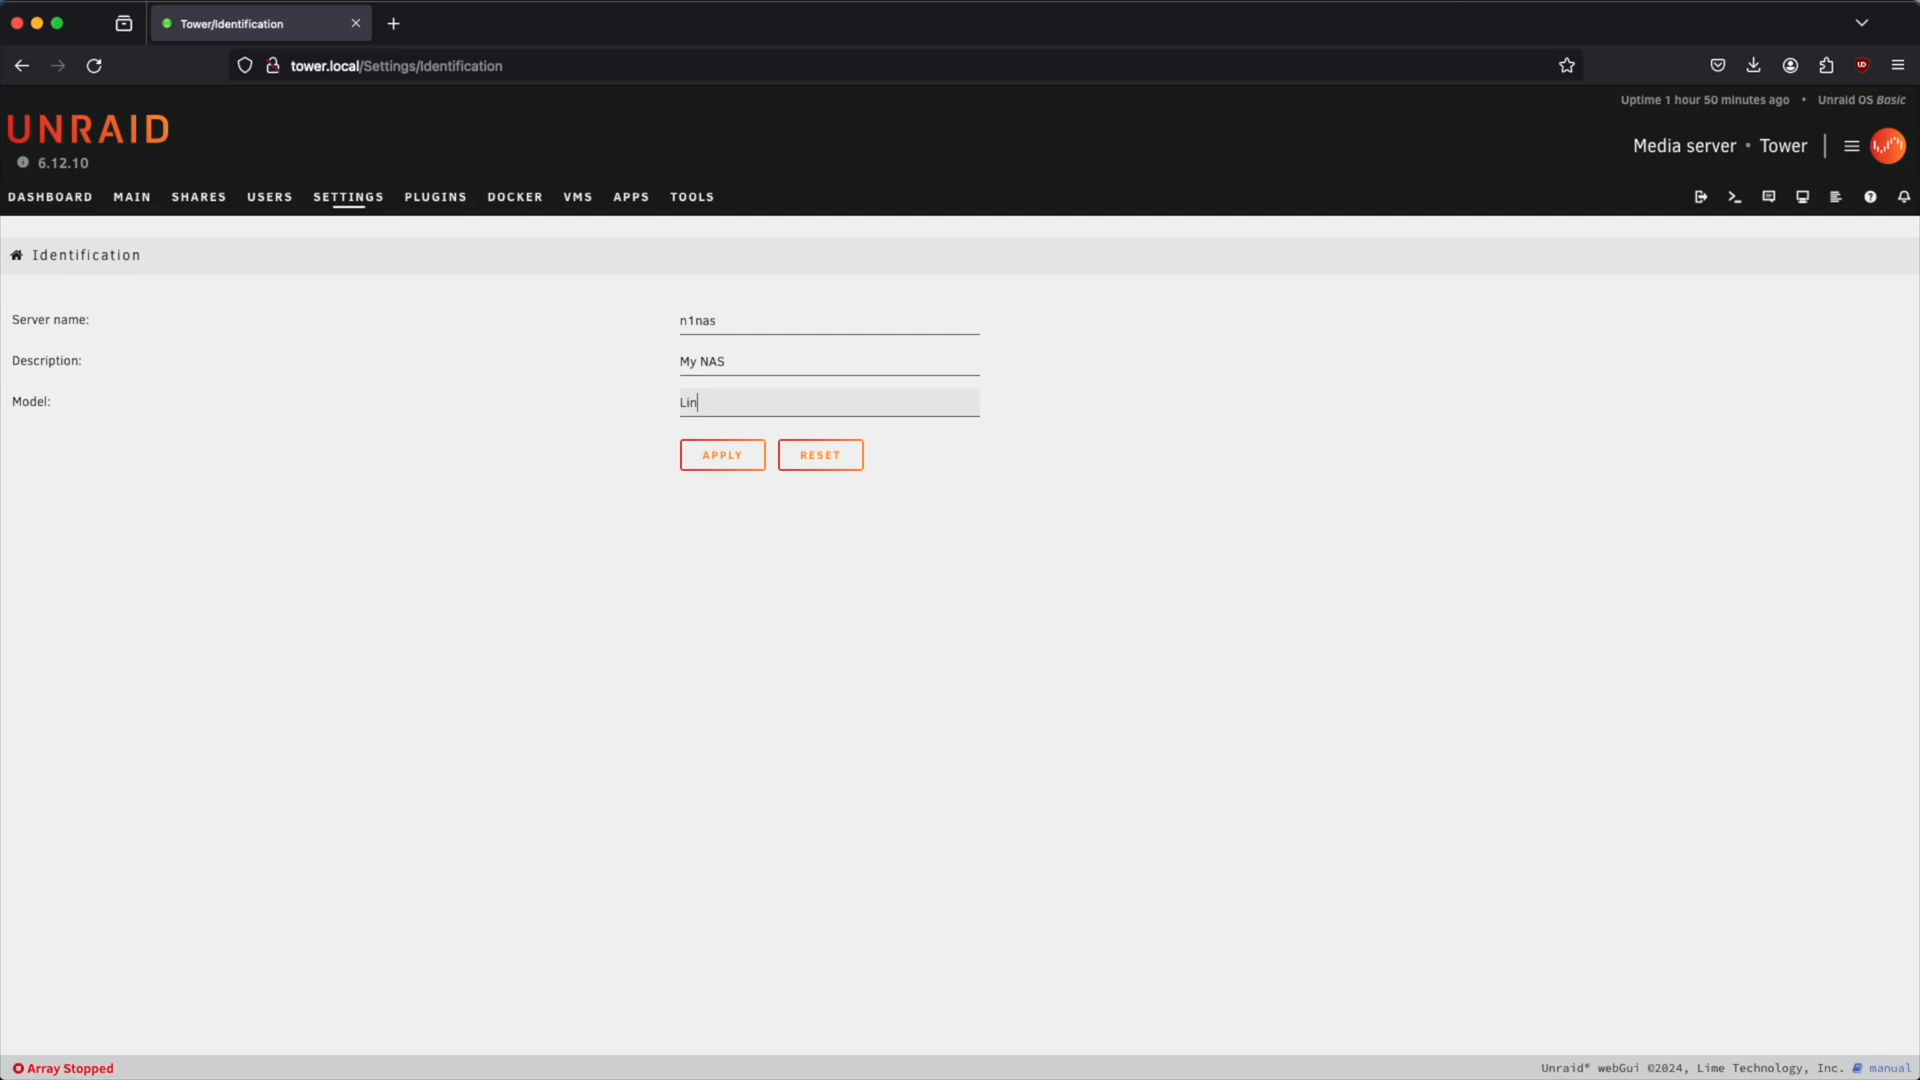 Tower/Identification
tower.local/Settings/Identification
Uptime 1 hour 50 minutes ago • Unraid OS Basic
UNRAID
6.12.10
Media server • Tower
DASHBOARD MAIN SHARES USERS SETTINGS PLUGINS DOCKER VMS APPS TOOLS
Identification
Server name: n1nas
Description: My NAS
Model: Lin
APPLY RESET
Array Stopped
Unraid® webGui ©2024, Lime Technology, Inc. manual